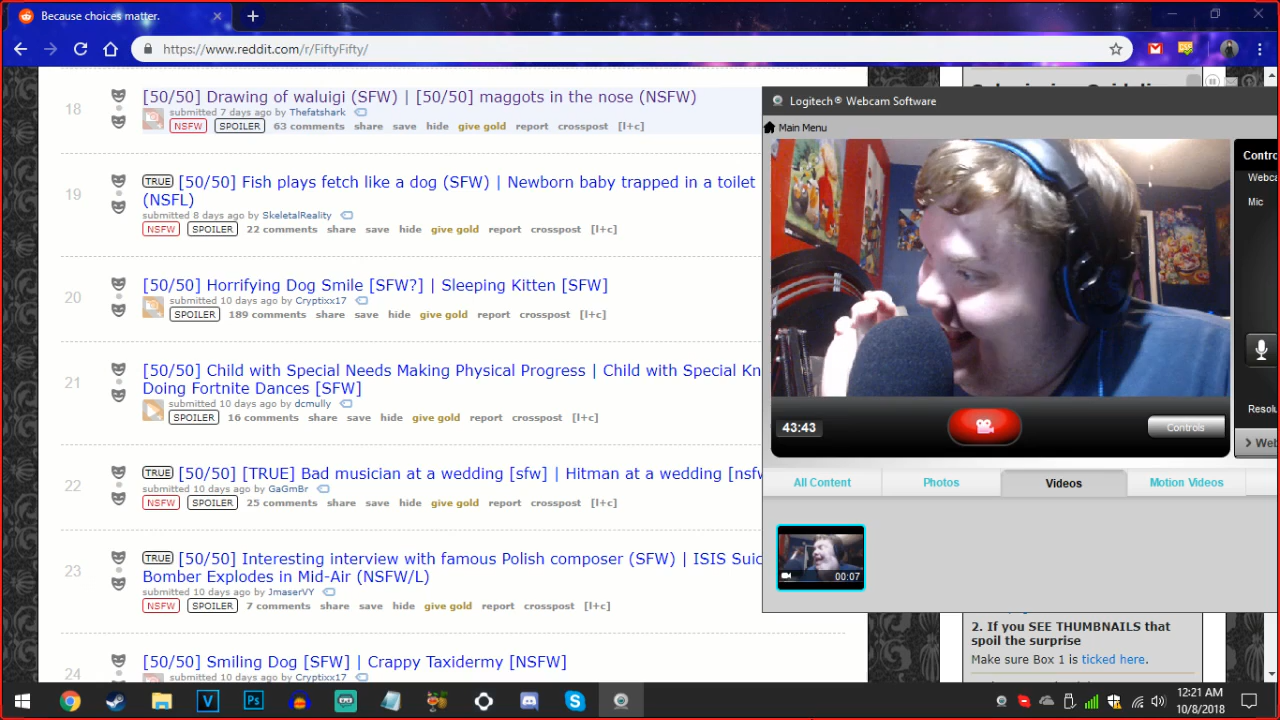 Because choices matter.
https://www.reddit.com/r/FiftyFifty/
18
[50/50] Drawing of waluigi (SFW) | [50/50] maggots in the nose (NSFW)
submitted 7 days ago by Thefatshark
NSFW SPOILER 63 comments share save hide give gold report crosspost [l+c]
19
TRUE [50/50] Fish plays fetch like a dog (SFW) | Newborn baby trapped in a toilet
(NSFL)
submitted 8 days ago by SkeletalReality
NSFW SPOILER 22 comments share save hide give gold report crosspost [l+c]
20
[50/50] Horrifying Dog Smile [SFW?] | Sleeping Kitten [SFW]
submitted 10 days ago by Cryptixx17
SPOILER 189 comments share save hide give gold report crosspost [l+c]
21
[50/50] Child with Special Needs Making Physical Progress | Child with Special Kn
Doing Fortnite Dances [SFW]
submitted 10 days ago by dcmully
SPOILER 16 comments share save hide give gold report crosspost [l+c]
22
TRUE [50/50] [TRUE] Bad musician at a wedding [sfw] | Hitman at a wedding [nsfw
submitted 10 days ago by GaGmBr
NSFW SPOILER 25 comments share save hide give gold report crosspost [l+c]
23
TRUE [50/50] Interesting interview with famous Polish composer (SFW) | ISIS Suic
Bomber Explodes in Mid-Air (NSFW/L)
submitted 10 days ago by JmaserVY
NSFW SPOILER 7 comments share save hide give gold report crosspost [l+c]
24
[50/50] Smiling Dog [SFW] | Crappy Taxidermy [NSFW]
submitted 10 days ago by Cryptixx17
Logitech® Webcam Software
Main Menu
Contro
Webca
Mic
Resolu
> Web
43:43
Controls
All Content Photos Videos Motion Videos
00:07
2. If you SEE THUMBNAILS that
spoil the surprise
Make sure Box 1 is ticked here.
12:21 AM
10/8/2018